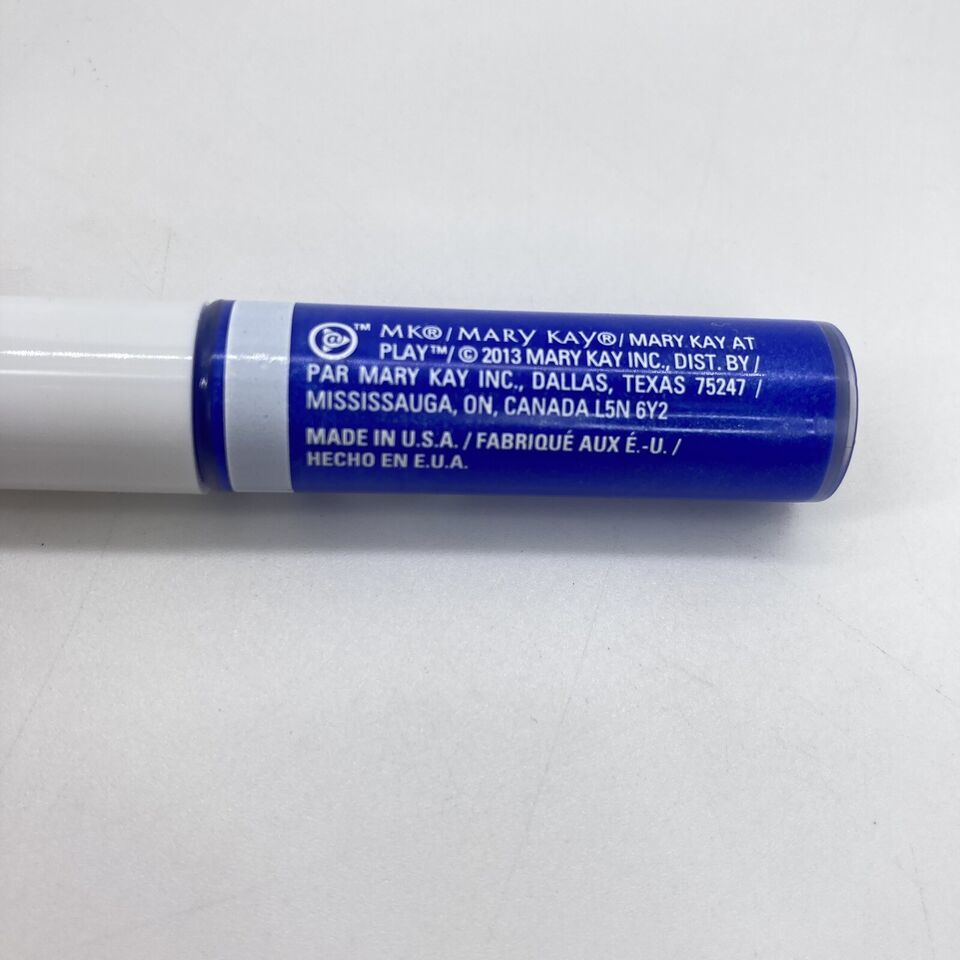 @™ MK®/MARY KAY®/MARY KAY AT
PLAY™/© 2013 MARY KAY INC., DIST. BY/
PAR MARY KAY INC., DALLAS, TEXAS 75247 /
MISSISSAUGA, ON, CANADA L5N 6Y2
MADE IN U.S.A. / FABRIQUÉ AUX É.-U. /
HECHO EN E.U.A.